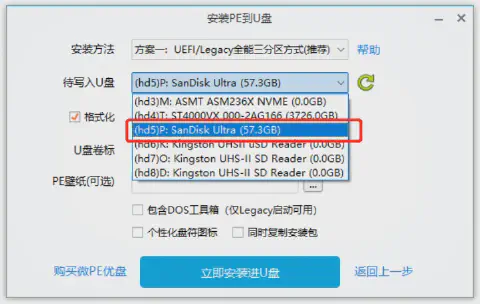 安装PE到U盘
安装方法 方案一：UEFI/Legacy全能三分区方式(推荐) 帮助
待写入U盘 (hd5)P: SanDisk Ultra (57.3GB)
(hd3)M: ASMT ASM236X NVME (0.0GB)
格式化 (hd4)T: ST4000VX 000-2AG166 (3726.0GB)
(hd5)P: SanDisk Ultra (57.3GB)
(hd6)K: Kingston UHSII uSD Reader (0.0GB)
U盘卷标 (hd7)O: Kingston UHS-II SD Reader (0.0GB)
(hd8)D: Kingston UHS-II SD Reader (0.0GB)
PE壁纸(可选) ...
包含DOS工具箱（仅Legacy启动可用）
个性化盘符图标 同时复制安装包
购买微PE优盘 立即安装进U盘 返回上一步